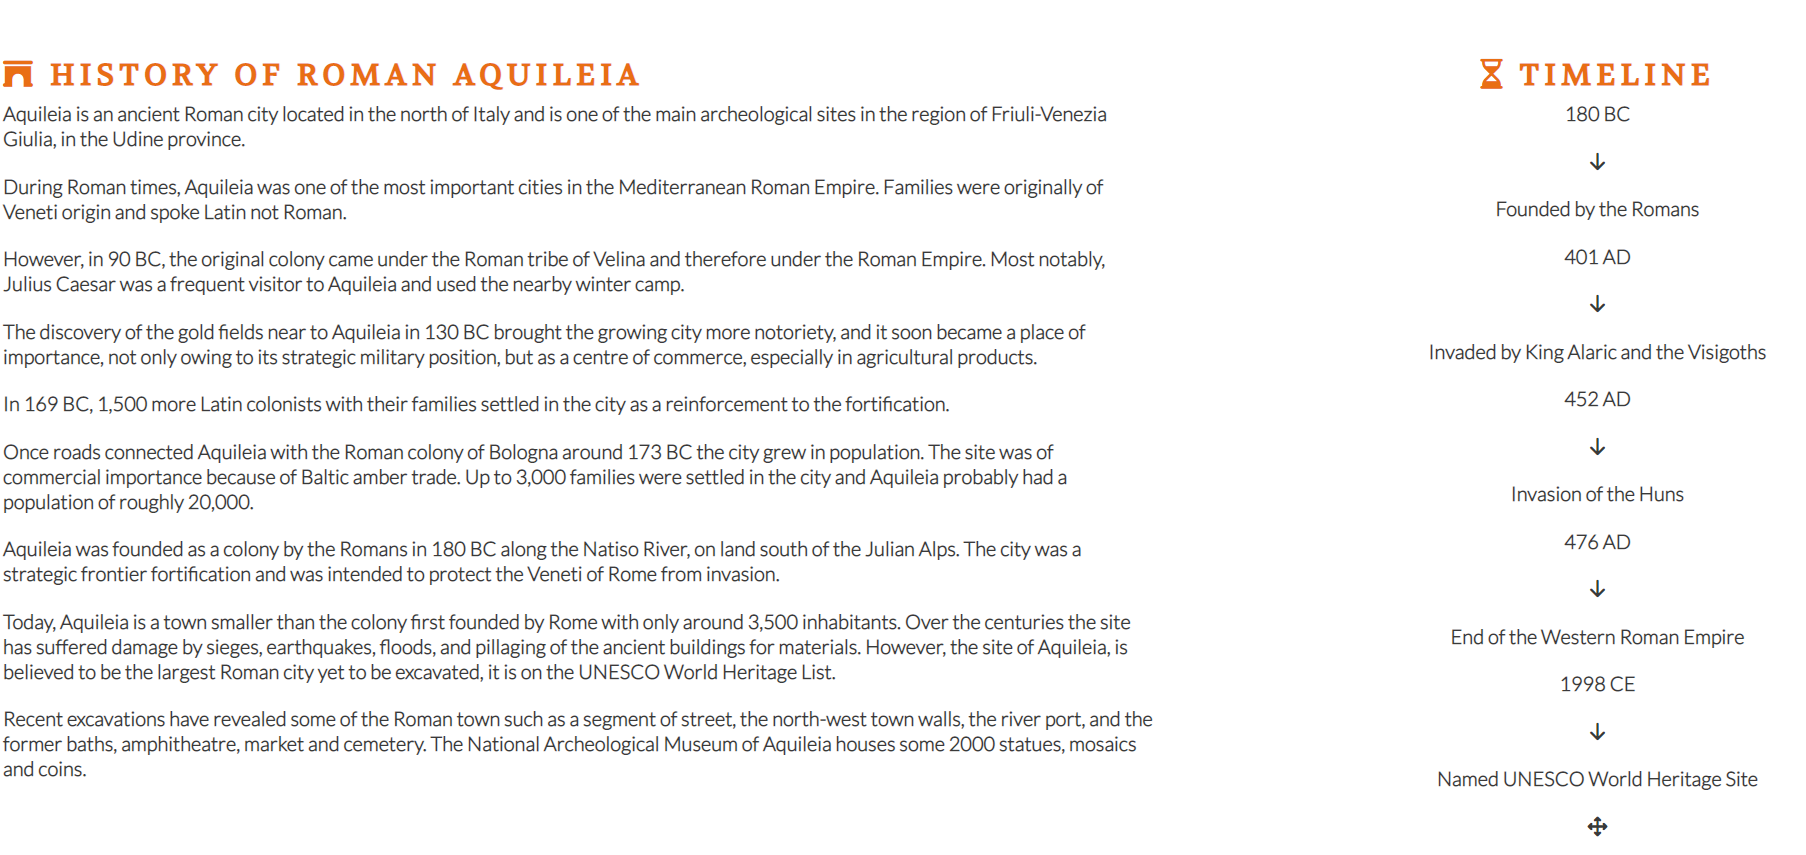 HISTORY OF ROMAN AQUILEIA
Aquileia is an ancient Roman city located in the north of Italy and is one of the main archeological sites in the region of Friuli-Venezia
Giulia, in the Udine province.
During Roman times, Aquileia was one of the most important cities in the Mediterranean Roman Empire. Families were originally of
Veneti origin and spoke Latin not Roman.
However, in 90 BC, the original colony came under the Roman tribe of Velina and therefore under the Roman Empire. Most notably,
Julius Caesar was a frequent visitor to Aquileia and used the nearby winter camp.
The discovery of the gold fields near to Aquileia in 130 BC brought the growing city more notoriety, and it soon became a place of
importance, not only owing to its strategic military position, but as a centre of commerce, especially in agricultural products.
In 169 BC, 1,500 more Latin colonists with their families settled in the city as a reinforcement to the fortification.
Once roads connected Aquileia with the Roman colony of Bologna around 173 BC the city grew in population. The site was of
commercial importance because of Baltic amber trade. Up to 3,000 families were settled in the city and Aquileia probably had a
population of roughly 20,000.
Aquileia was founded as a colony by the Romans in 180 BC along the Natiso River, on land south of the Julian Alps. The city was a
strategic frontier fortification and was intended to protect the Veneti of Rome from invasion.
Today, Aquileia is a town smaller than the colony first founded by Rome with only around 3,500 inhabitants. Over the centuries the site
has suffered damage by sieges, earthquakes, floods, and pillaging of the ancient buildings for materials. However, the site of Aquileia, is
believed to be the largest Roman city yet to be excavated, it is on the UNESCO World Heritage List.
Recent excavations have revealed some of the Roman town such as a segment of street, the north-west town walls, the river port, and the
former baths, amphitheatre, market and cemetery. The National Archeological Museum of Aquileia houses some 2000 statues, mosaics
and coins.
TIMELINE
180 BC
↓
Founded by the Romans
401 AD
↓
Invaded by King Alaric and the Visigoths
452 AD
↓
Invasion of the Huns
476 AD
↓
End of the Western Roman Empire
1998 CE
↓
Named UNESCO World Heritage Site